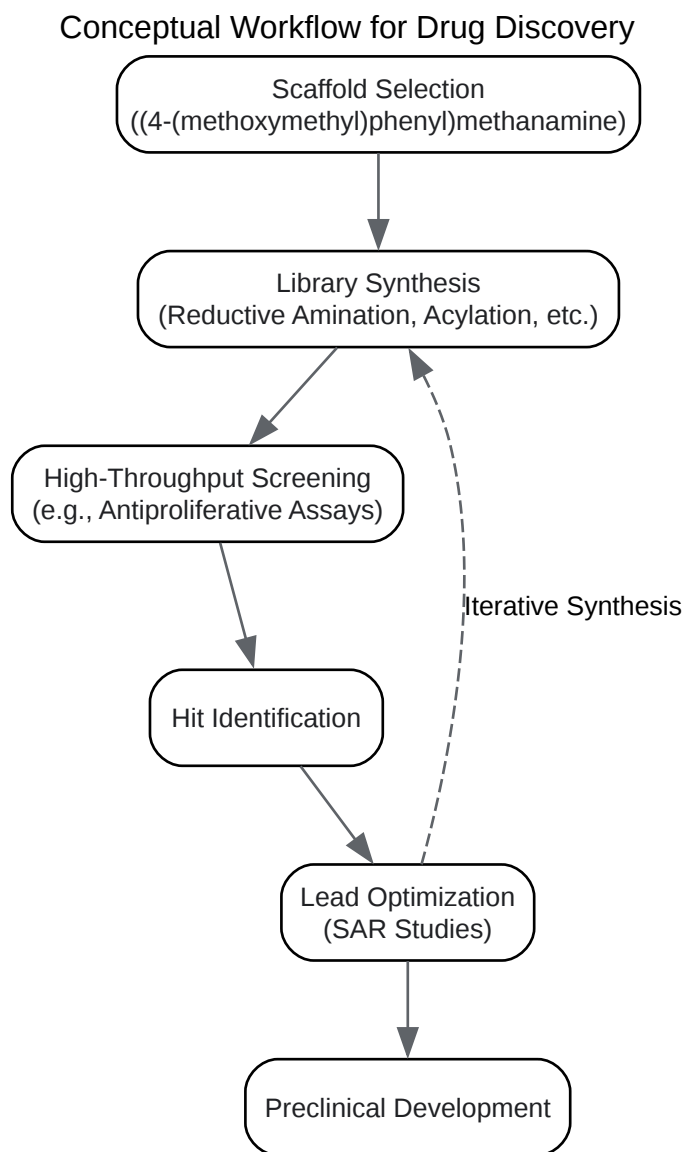 Conceptual Workflow for Drug Discovery
Scaffold Selection
((4-(methoxymethyl)phenyl)methanamine)
Library Synthesis
(Reductive Amination, Acylation, etc.)
High-Throughput Screening
(e.g., Antiproliferative Assays)
Iterative Synthesis
Hit Identification
Lead Optimization
(SAR Studies)
Preclinical Development